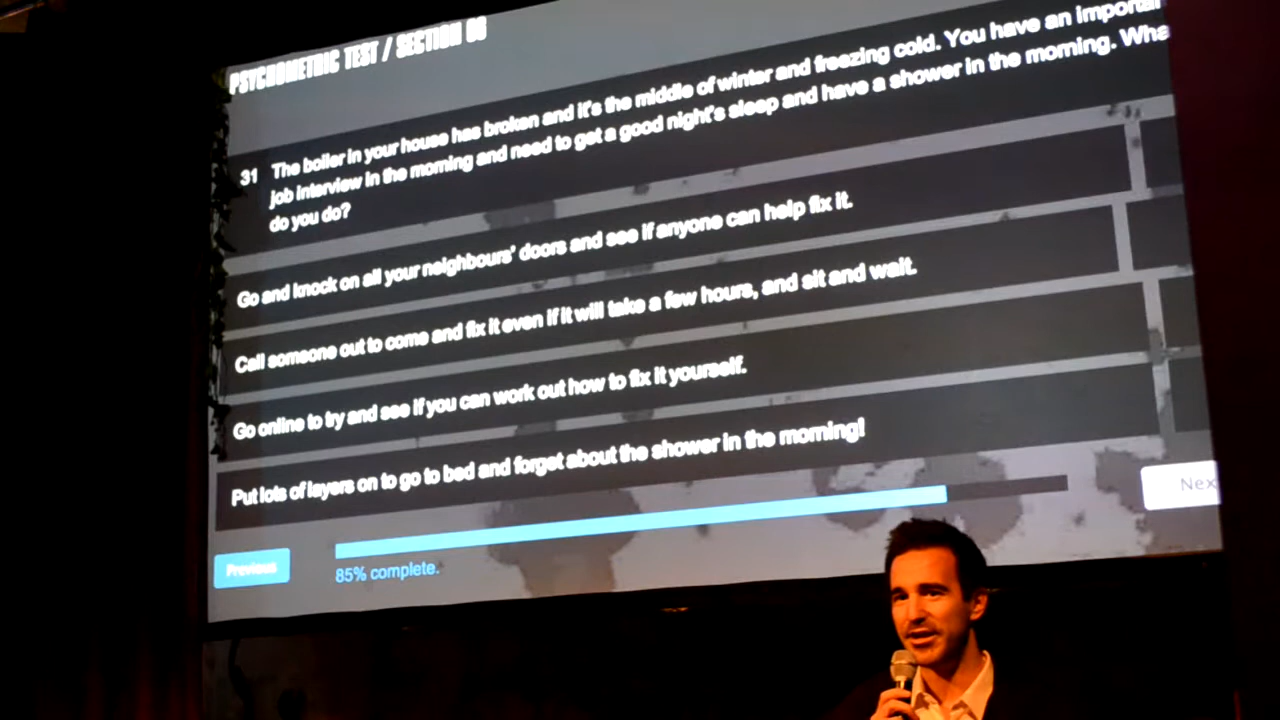 PSYCHOMETRIC TEST / SECTION 06
31 The boiler in your house has broken and it's the middle of winter and freezing cold. You have an
job interview in the morning and need to get a good night's sleep and have a shower in the morning.
do you do?
Go and knock on all your neighbours' doors and see if anyone can help fix it.
Call someone out to come and fix it even if it will take a few hours, and sit and wait.
Go online to try and see if you can work out how to fix it yourself.
Put lots of layers on to go to bed and forget about the shower in the morning!
Previous
85% complete.